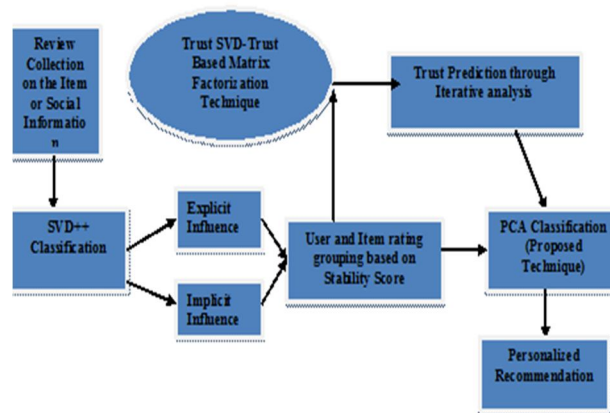 Review
Collection
on the Item
or Social
Informatio
n
Trust SVD-Trust
Based Matrix
Factorization
Technique
Trust Prediction through
Iterative analysis
SVD++
Classification
Explicit
Influence
Implicit
Influence
User and Item rating
grouping based on
Stability Score
PCA Classification
(Proposed
Technique)
Personalized
Recommendation